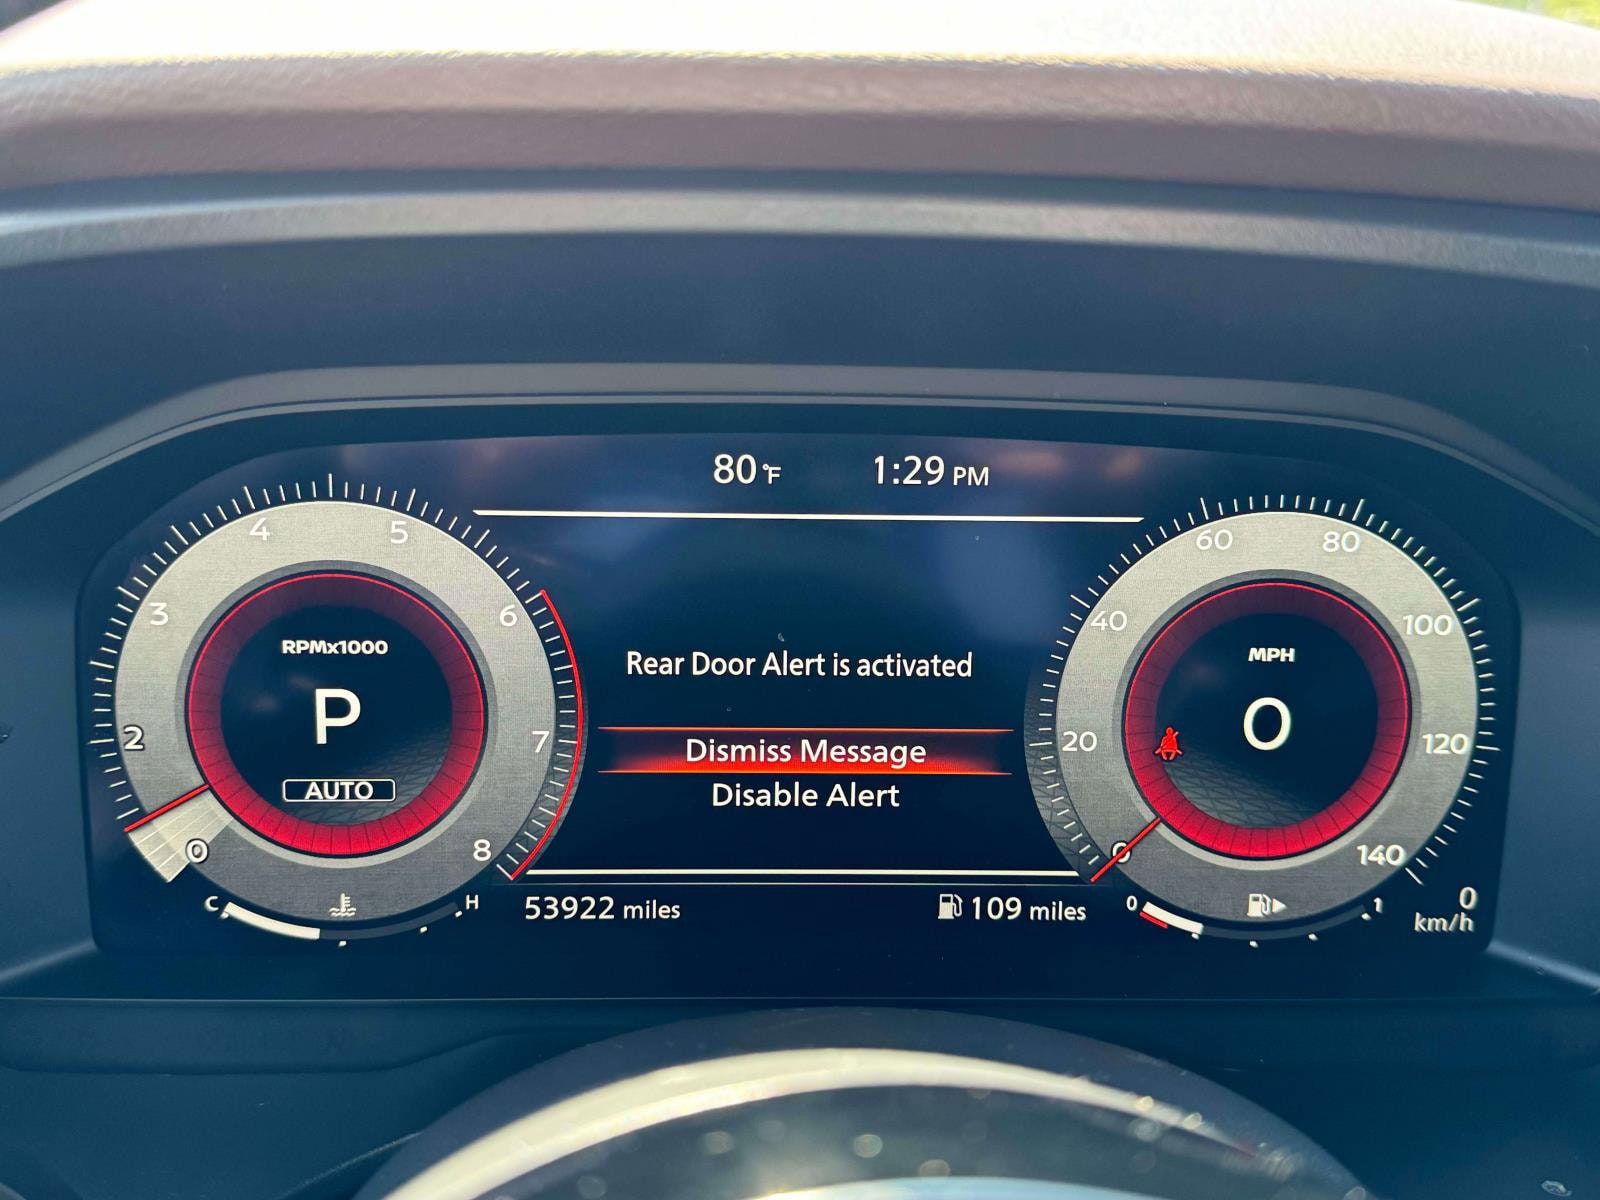 80°F 1:29 PM
4 5 60 80
3 6 40 100
RPMx1000 MPH
Rear Door Alert is activated
P 0
2 7 20 120
Dismiss Message
AUTO Disable Alert
0 8 0 140
C H 53922 miles 109 miles 0 1 0
km/h